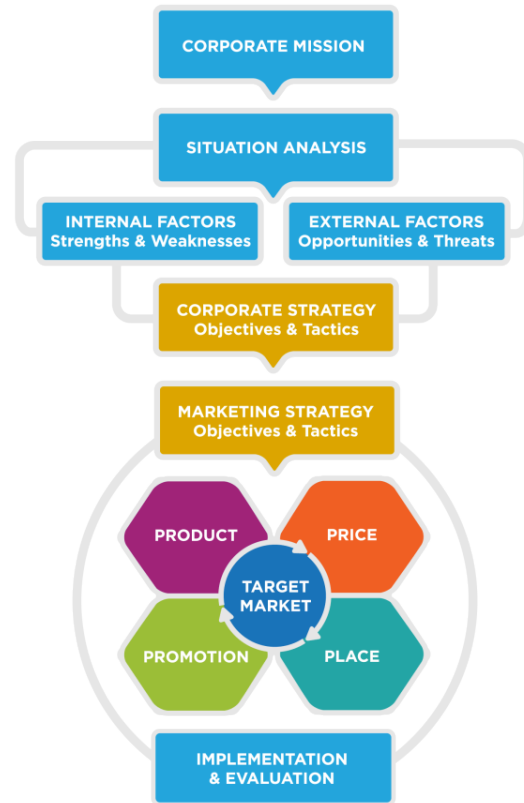 CORPORATE MISSION
SITUATION ANALYSIS
INTERNAL FACTORS
Strengths & Weaknesses
EXTERNAL FACTORS
Opportunities & Threats
CORPORATE STRATEGY
Objectives & Tactics
MARKETING STRATEGY
Objectives & Tactics
PRODUCT
PRICE
TARGET
MARKET
PROMOTION
PLACE
IMPLEMENTATION
& EVALUATION